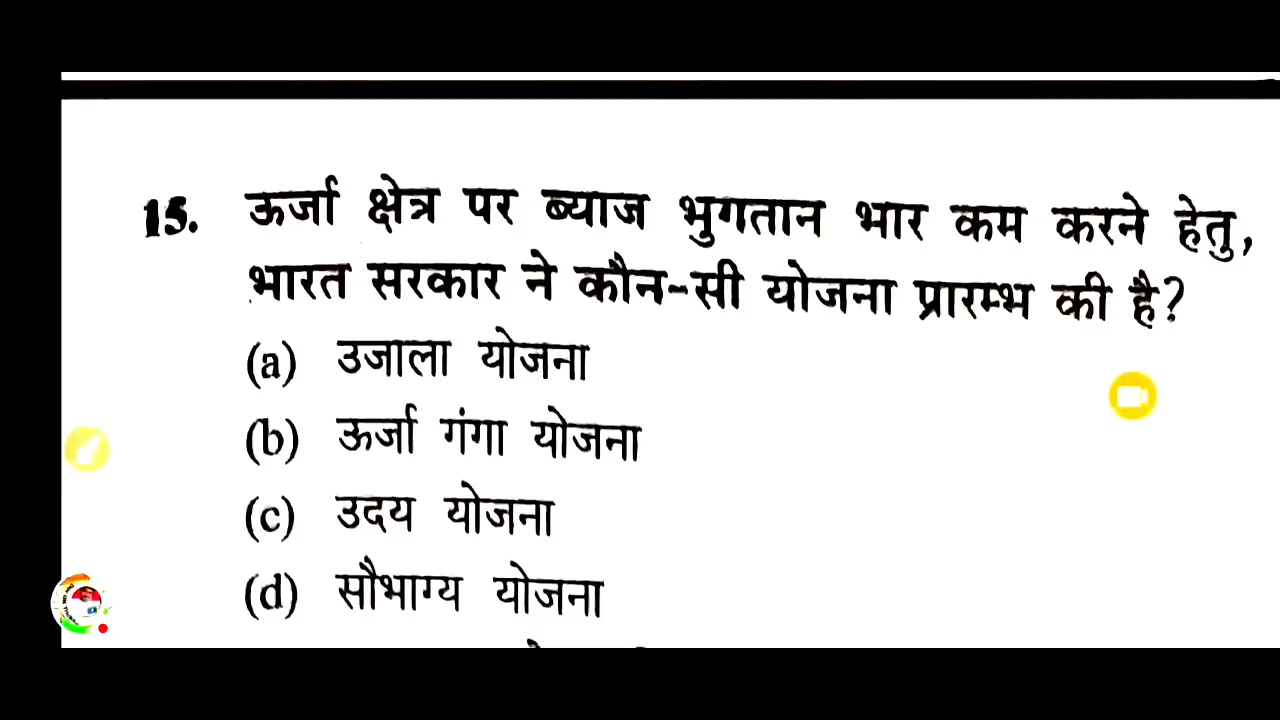 15. ऊर्जा क्षेत्र पर ब्याज भुगतान भार कम करने हेतु,
भारत सरकार ने कौन-सी योजना प्रारम्भ की है?
(a) उजाला योजना
(b) ऊर्जा गंगा योजना
(c) उदय योजना
(d) सौभाग्य योजना